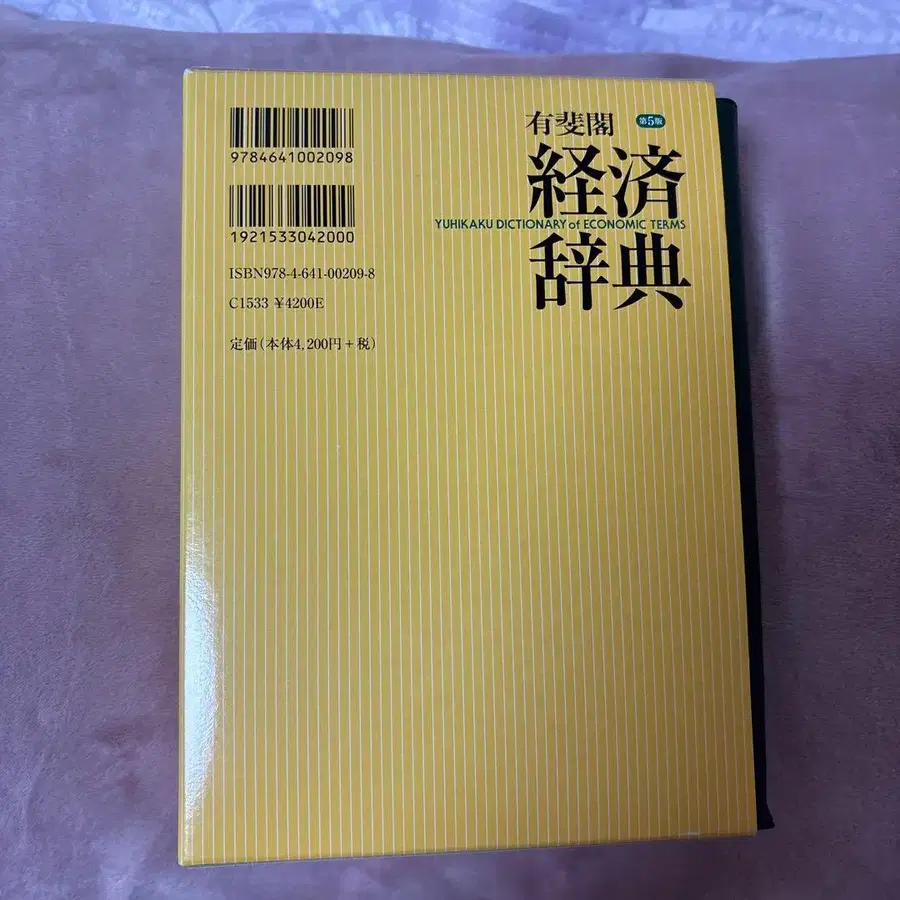 9784641002098
1921533042000
ISBN978-4-641-00209-8
C1533 ¥4200E
定価(本体4,200円+税)
有斐閣 第5版
経済
YUHIKAKU DICTIONARY of ECONOMIC TERMS
辞典